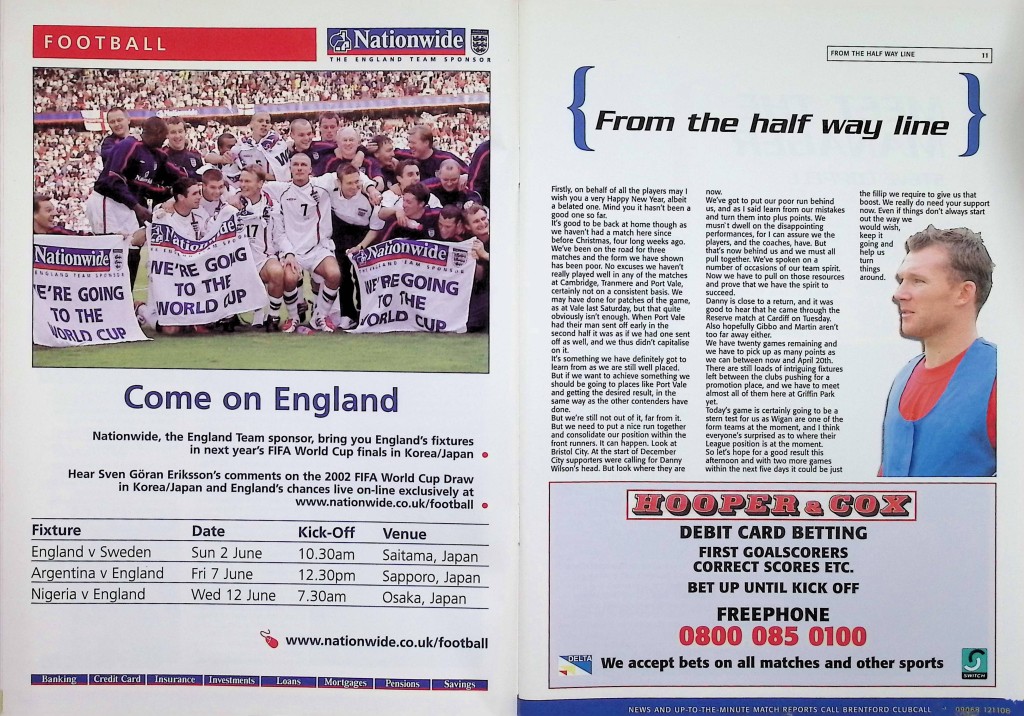 FOOTBALL
Nationwide
THE ENGLAND TEAM SPONSOR
Nationwide
ENGLAND TEAM SPONSOR
E'RE GOING
TO THE
WORLD CUP
Nationwide
WE'RE GOING
TO THE
WORLD CUP
Nationwide
WE'RE GOING
TO THE
WORLD CUP
7
17
Come on England
Nationwide, the England Team sponsor, bring you England's fixtures
in next year's FIFA World Cup finals in Korea/Japan
Hear Sven Göran Eriksson's comments on the 2002 FIFA World Cup Draw
in Korea/Japan and England's chances live on-line exclusively at
www.nationwide.co.uk/football
Fixture Date Kick-Off Venue
England v Sweden Sun 2 June 10.30am Saitama, Japan
Argentina v England Fri 7 June 12.30pm Sapporo, Japan
Nigeria v England Wed 12 June 7.30am Osaka, Japan
www.nationwide.co.uk/football
Banking Credit Card Insurance Investments Loans Mortgages Pensions Savings
FROM THE HALF WAY LINE 11
{ From the half way line }
Firstly, on behalf of all the players may I
wish you a very Happy New Year, albeit
a belated one. Mind you it hasn't been a
good one so far.
It's good to be back at home though as
we haven't had a match here since
before Christmas, four long weeks ago.
We've been on the road for three
matches and the form we have shown
has been poor. No excuses we haven't
really played well in any of the matches
at Cambridge, Tranmere and Port Vale,
certainly not on a consistent basis. We
may have done for patches of the game,
as at Vale last Saturday, but that quite
obviously isn't enough. When Port Vale
had their man sent off early in the
second half it was as if we had one sent
off as well, and we thus didn't capitalise
on it.
It's something we have definitely got to
learn from as we are still well placed.
But if we want to achieve something we
should be going to places like Port Vale
and getting the desired result, in the
same way as the other contenders have
done.
But we're still not out of it, far from it.
But we need to put a nice run together
and consolidate our position within the
front runners. It can happen. Look at
Bristol City. At the start of December
City supporters were calling for Danny
Wilson's head. But look where they are
now.
We've got to put our poor run behind
us, and as I said learn from our mistakes
and turn them into plus points. We
musn't dwell on the disappointing
performances, for I can assure we the
players, and the coaches, have. But
that's now behind us and we must all
pull together. We've spoken on a
number of occasions of our team spirit.
Now we have to pull on those resources
and prove that we have the spirit to
succeed.
Danny is close to a return, and it was
good to hear that he came through the
Reserve match at Cardiff on Tuesday.
Also hopefully Gibbo and Martin aren't
too far away either.
We have twenty games remaining and
we have to pick up as many points as
we can between now and April 20th.
There are still loads of intriguing fixtures
left between the clubs pushing for a
promotion place, and we have to meet
almost all of them here at Griffin Park
yet.
Today's game is certainly going to be a
stern test for us as Wigan are one of the
form teams at the moment, and I think
everyone's surprised as to where their
League position is at the moment.
So let's hope for a good result this
afternoon and with two more games
within the next five days it could be just
the fillip we require to give us that
boost. We really do need your support
now. Even if things don't always start
out the way we
would wish,
keep it
going and
help us
turn
things
around.
HOOPER & COX
DEBIT CARD BETTING
FIRST GOALSCORERS
CORRECT SCORES ETC.
BET UP UNTIL KICK OFF
FREEPHONE
0800 085 0100
DELTA
We accept bets on all matches and other sports
SWITCH
NEWS AND UP-TO-THE-MINUTE MATCH REPORTS CALL BRENTFORD CLUBCALL 09068 121108